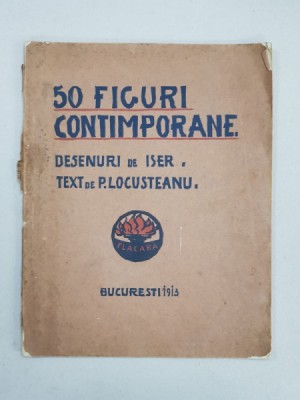 50 FIGURI
CONTIMPORANE.
DESENURI DE ISER.
TEXT DE P. LOCUSTEANU.
FLACARA
BUCUREȘTI 1913